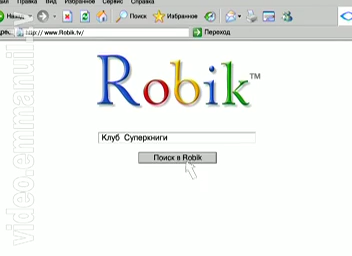 Правка Вид Избранное Сервис Справка
Назад Поиск Избранное
http://www.Robik.tv/ Переход
Robik™
Клуб Суперкниги
Поиск в Robik
video.emmanuil.tv